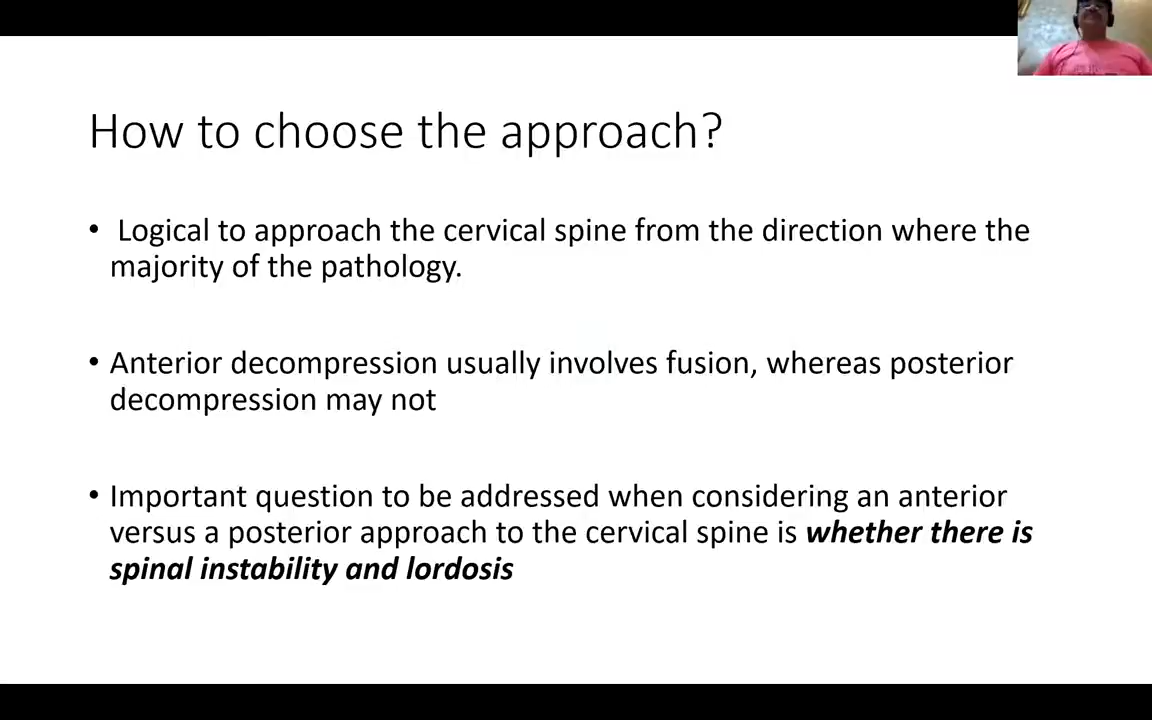 How to choose the approach?
• Logical to approach the cervical spine from the direction where the
majority of the pathology.
• Anterior decompression usually involves fusion, whereas posterior
decompression may not
• Important question to be addressed when considering an anterior
versus a posterior approach to the cervical spine is whether there is
spinal instability and lordosis